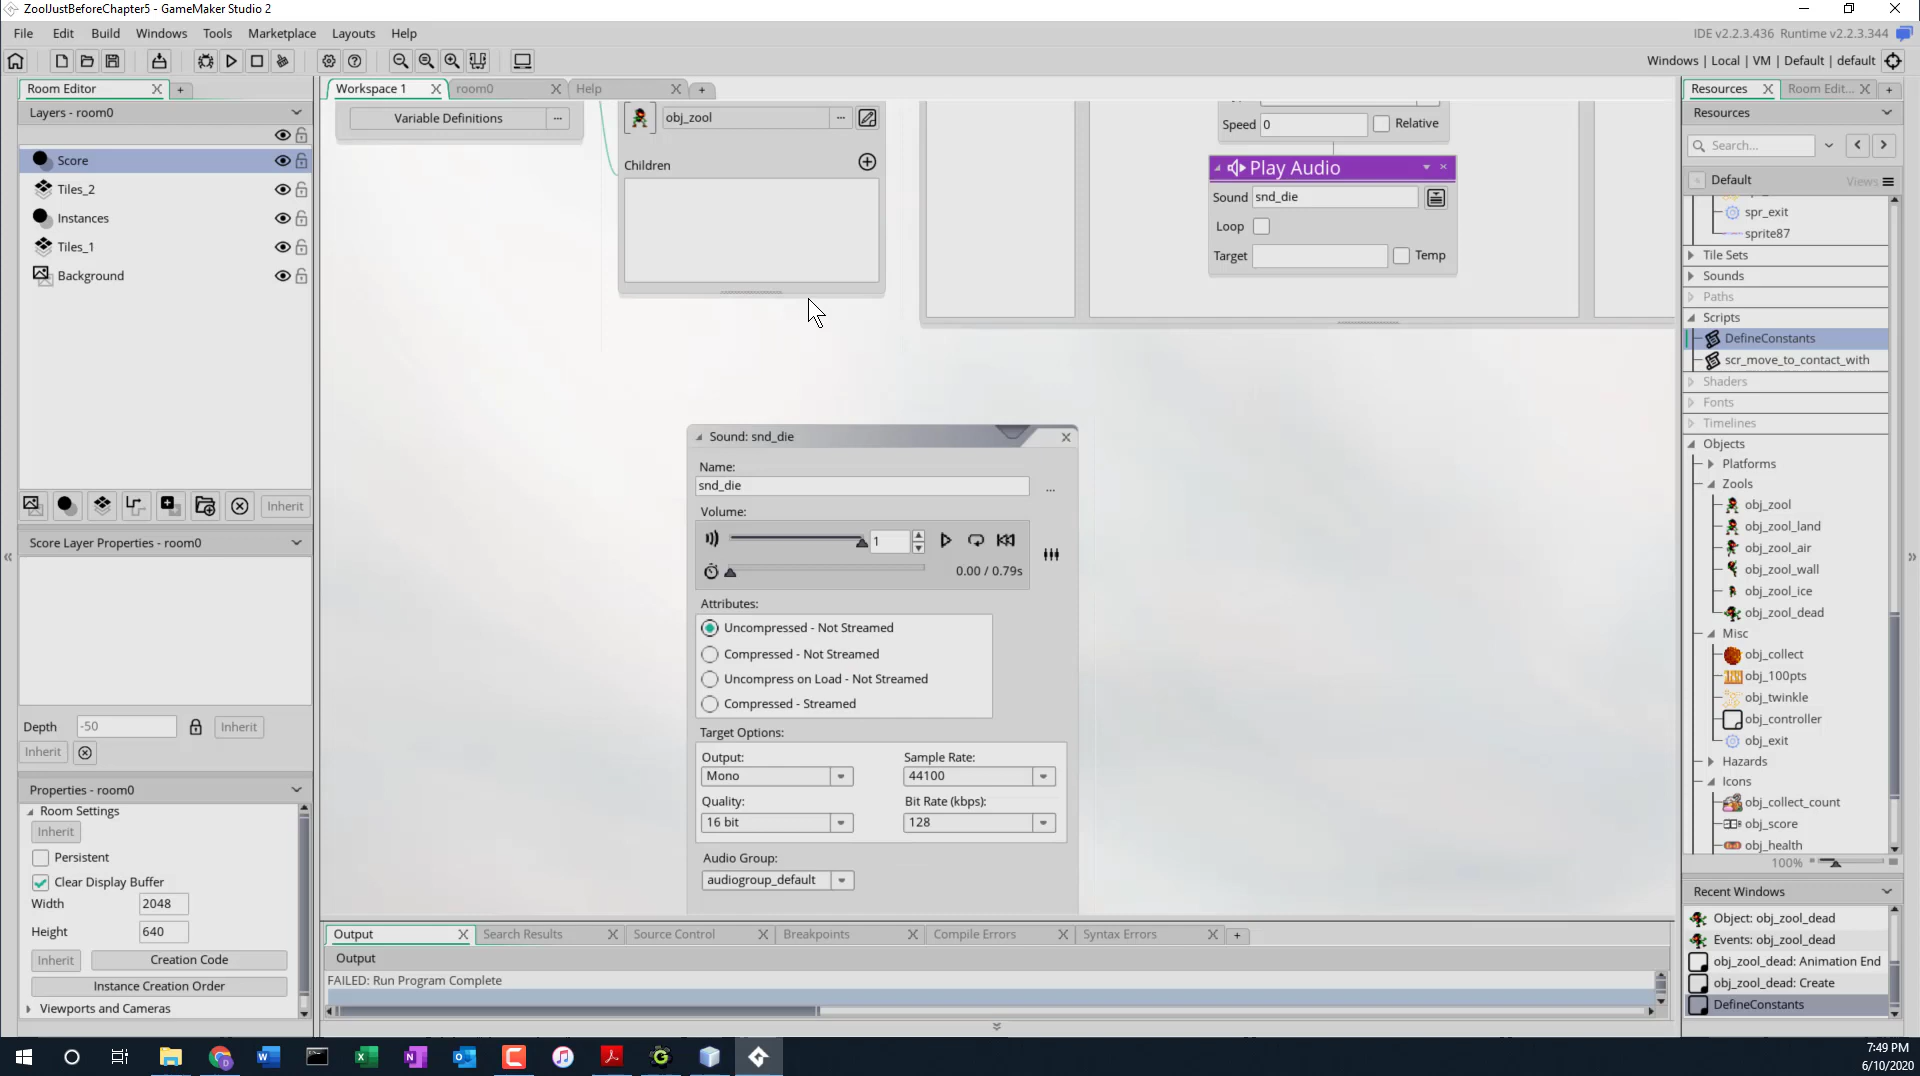 ZoolJustBeforeChapter5 - GameMaker Studio 2
File Edit Build Windows Tools Marketplace Layouts Help
IDE v2.2.3.436 Runtime v2.2.3.344
Windows | Local | VM | Default | default
Room Editor
Layers - room0
Score
Tiles_2
Instances
Tiles_1
Background
Inherit
Score Layer Properties - room0
Depth -50 Inherit
Inherit
Properties - room0
Room Settings
Inherit
Persistent
Clear Display Buffer
Width 2048
Height 640
Inherit Creation Code
Instance Creation Order
Viewports and Cameras
Workspace 1 room0 Help
Variable Definitions ...
obj_zool ...
Children
Speed 0 Relative
Play Audio
Sound snd_die
Loop
Target Temp
Sound: snd_die
Name:
snd_die ...
Volume:
1
0.00 / 0.79s
Attributes:
Uncompressed - Not Streamed
Compressed - Not Streamed
Uncompress on Load - Not Streamed
Compressed - Streamed
Target Options:
Output: Sample Rate:
Mono 44100
Quality: Bit Rate (kbps):
16 bit 128
Audio Group:
audiogroup_default
Output Search Results Source Control Breakpoints Compile Errors Syntax Errors
Output
FAILED: Run Program Complete
Resources Room Edit...
Resources
Search...
Default Views
spr_exit
sprite87
Tile Sets
Sounds
Paths
Scripts
DefineConstants
scr_move_to_contact_with
Shaders
Fonts
Timelines
Objects
Platforms
Zools
obj_zool
obj_zool_land
obj_zool_air
obj_zool_wall
obj_zool_ice
obj_zool_dead
Misc
obj_collect
obj_100pts
obj_twinkle
obj_controller
obj_exit
Hazards
Icons
obj_collect_count
obj_score
obj_health
100%
Recent Windows
Object: obj_zool_dead
Events: obj_zool_dead
obj_zool_dead: Animation End
obj_zool_dead: Create
DefineConstants
7:49 PM
6/10/2020